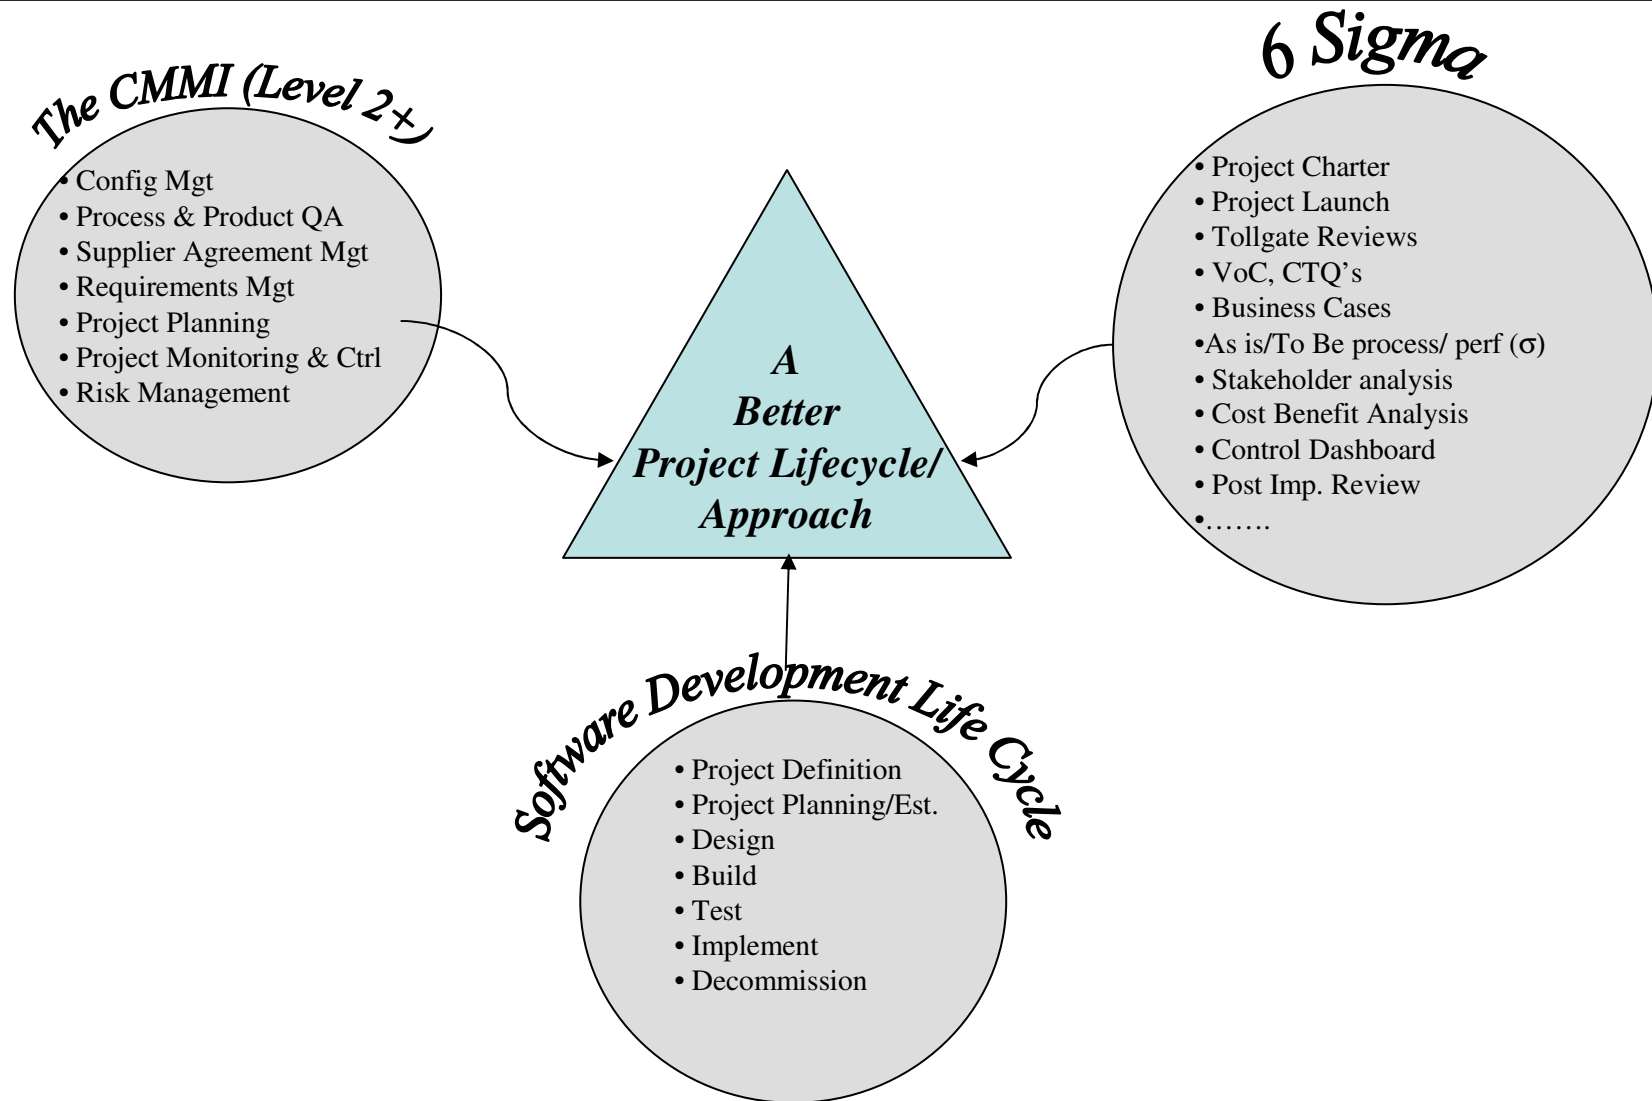 The CMMI (Level 2+)
• Config Mgt
• Process & Product QA
• Supplier Agreement Mgt
• Requirements Mgt
• Project Planning
• Project Monitoring & Ctrl
• Risk Management
6 Sigma
• Project Charter
• Project Launch
• Tollgate Reviews
• VoC, CTQ’s
• Business Cases
•As is/To Be process/ perf (σ)
• Stakeholder analysis
• Cost Benefit Analysis
• Control Dashboard
• Post Imp. Review
•…….
A
Better
Project Lifecycle/
Approach
Software Development Life Cycle
• Project Definition
• Project Planning/Est.
• Design
• Build
• Test
• Implement
• Decommission